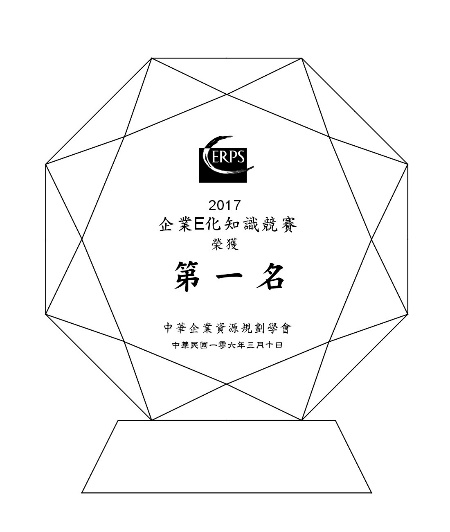 ERPS
2017
企業E化知識競賽
榮獲
第一名
中華企業資源規劃學會
中華民國一零六年三月十日